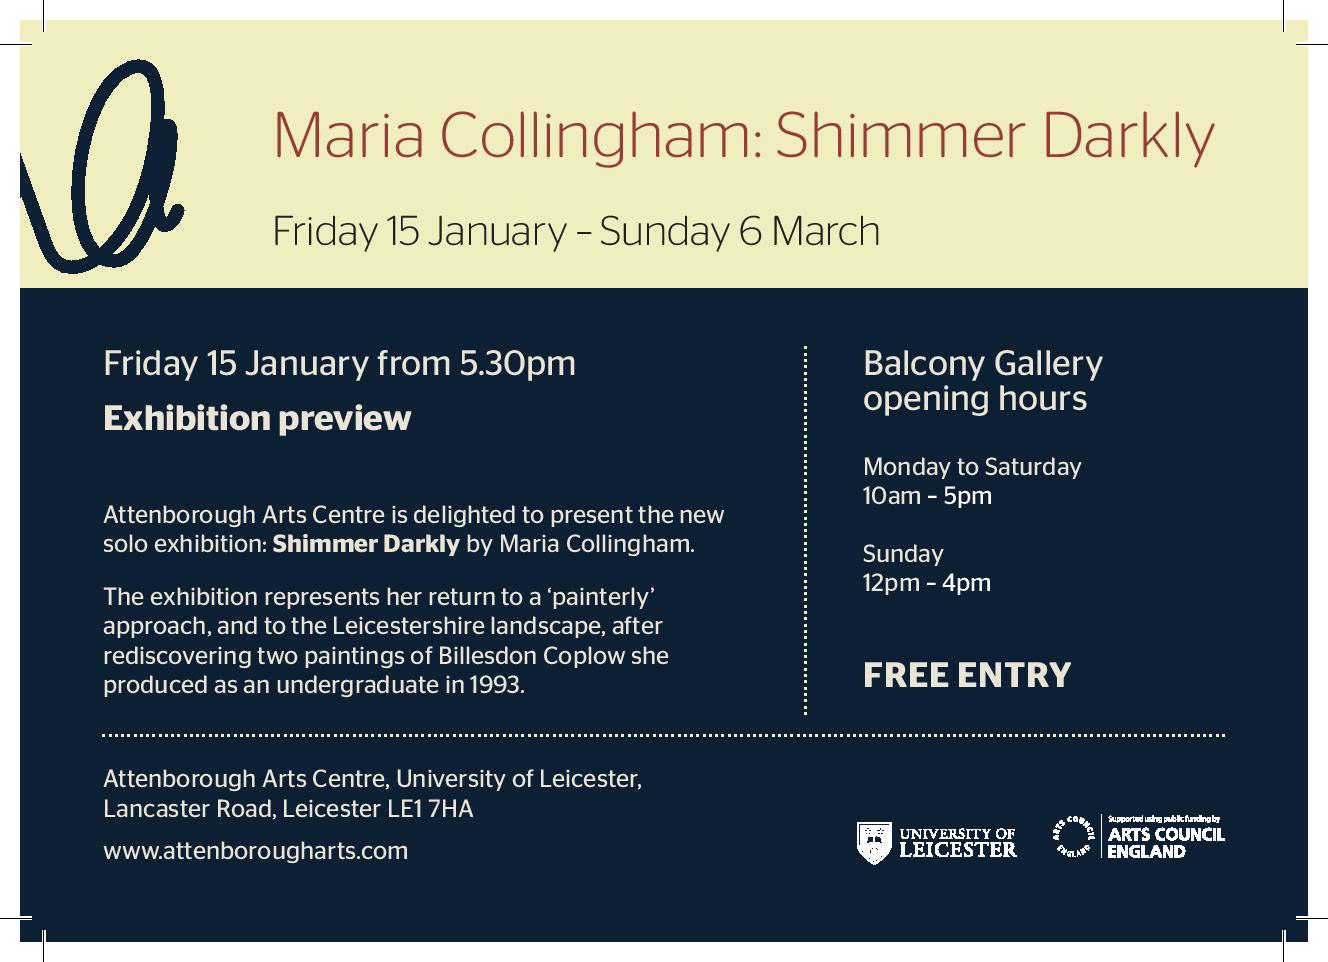 Maria Collingham: Shimmer Darkly
Friday 15 January – Sunday 6 March
Friday 15 January from 5.30pm
Exhibition preview
Attenborough Arts Centre is delighted to present the new
solo exhibition: Shimmer Darkly by Maria Collingham.
The exhibition represents her return to a ‘painterly’
approach, and to the Leicestershire landscape, after
rediscovering two paintings of Billesdon Coplow she
produced as an undergraduate in 1993.
Balcony Gallery
opening hours
Monday to Saturday
10am – 5pm
Sunday
12pm – 4pm
FREE ENTRY
Attenborough Arts Centre, University of Leicester,
Lancaster Road, Leicester LE1 7HA
www.attenborougharts.com
UNIVERSITY OF
LEICESTER
ARTS COUNCIL
ENGLAND
Supported using public funding by
ARTS COUNCIL
ENGLAND